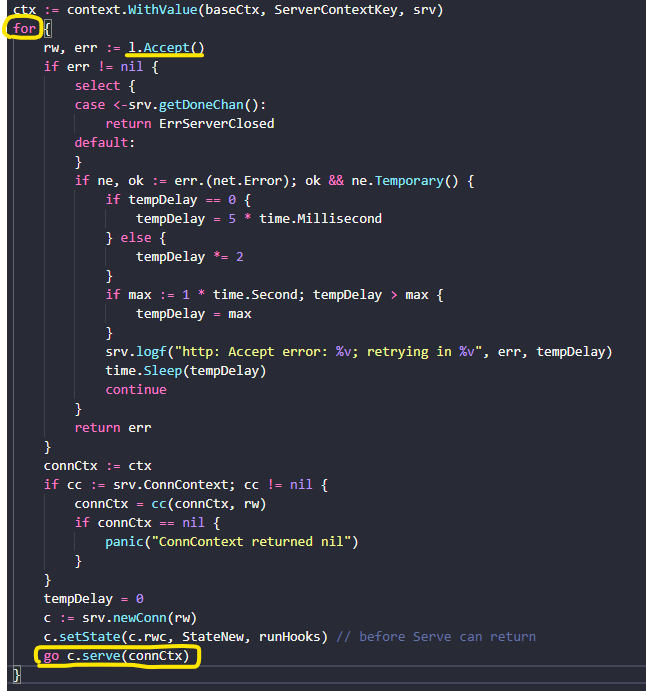 ctx := context.WithValue(baseCtx, ServerContextKey, srv)
for {
    rw, err := l.Accept()
    if err != nil {
        select {
        case <-srv.getDoneChan():
            return ErrServerClosed
        default:
        }
        if ne, ok := err.(net.Error); ok && ne.Temporary() {
            if tempDelay == 0 {
                tempDelay = 5 * time.Millisecond
            } else {
                tempDelay *= 2
            }
            if max := 1 * time.Second; tempDelay > max {
                tempDelay = max
            }
            srv.logf("http: Accept error: %v; retrying in %v", err, tempDelay)
            time.Sleep(tempDelay)
            continue
        }
        return err
    }
    connCtx := ctx
    if cc := srv.ConnContext; cc != nil {
        connCtx = cc(connCtx, rw)
        if connCtx == nil {
            panic("ConnContext returned nil")
        }
    }
    tempDelay = 0
    c := srv.newConn(rw)
    c.setState(c.rwc, StateNew, runHooks) // before Serve can return
    go c.serve(connCtx)
}